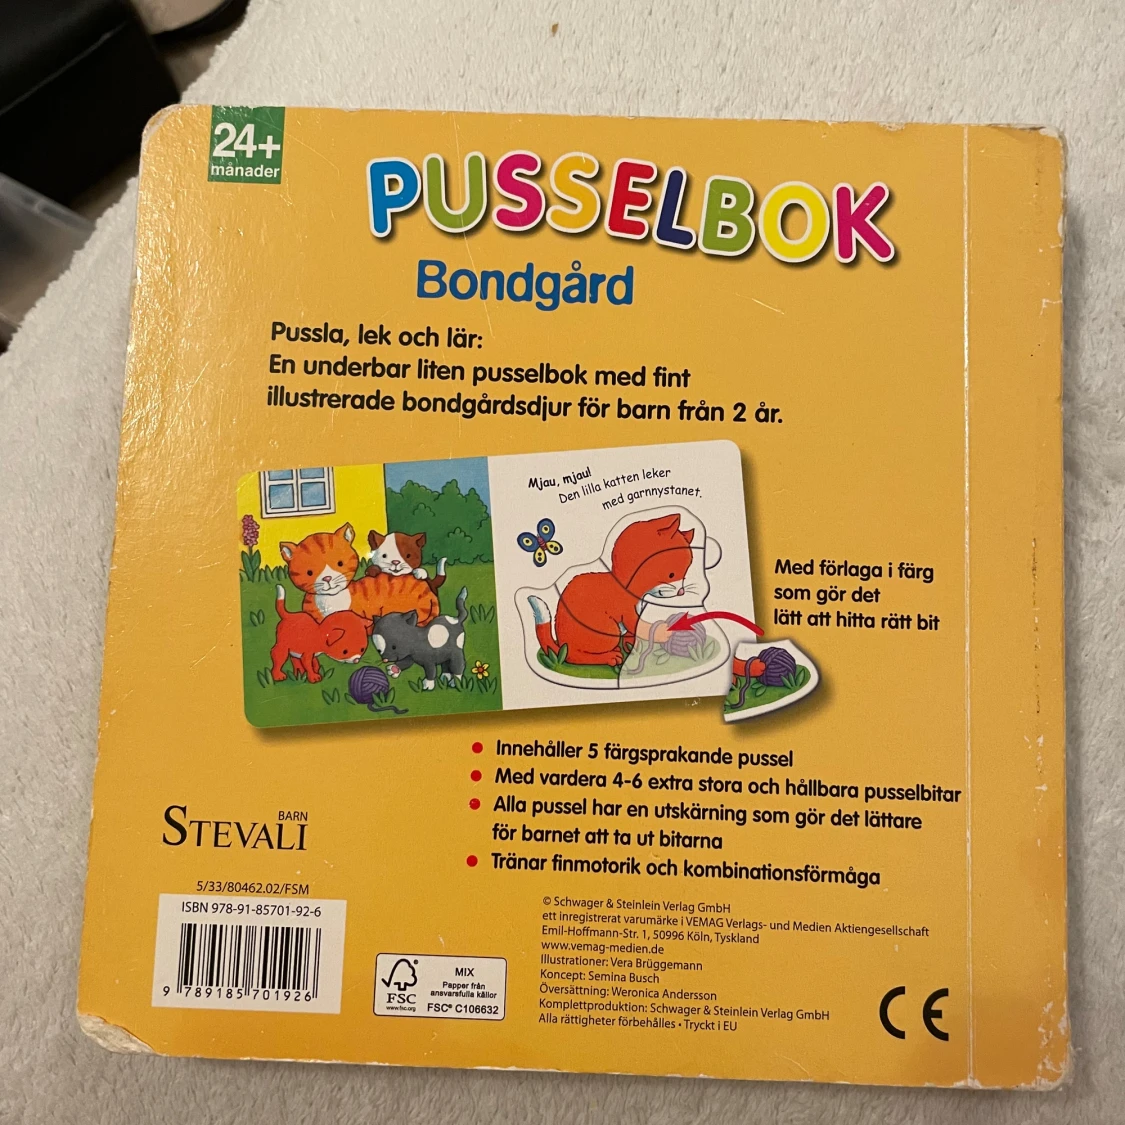 24+
månader
PUSSELBOK
Bondgård
Pussla, lek och lär:
En underbar liten pusselbok med fint
illustrerade bondgårdsdjur för barn från 2 år.
Mjau, mjau!
Den lilla katten leker
med garnnystanet.
Med förlaga i färg
som gör det
lätt att hitta rätt bit
• Innehåller 5 färgsprakande pussel
• Med vardera 4-6 extra stora och hållbara pusselbitar
• Alla pussel har en utskärning som gör det lättare
för barnet att ta ut bitarna
• Tränar finmotorik och kombinationsförmåga
BARN
STEVALI
5/33/80462.02/FSM
ISBN 978-91-85701-92-6
9 789185 701926
FSC
www.fsc.org
MIX
Papper från
ansvarsfulla källor
FSC® C106632
© Schwager & Steinlein Verlag GmbH
ett inregistrerat varumärke i VEMAG Verlags- und Medien Aktiengesellschaft
Emil-Hoffmann-Str. 1, 50996 Köln, Tyskland
www.vemag-medien.de
Illustrationer: Vera Brüggemann
Koncept: Semina Busch
Översättning: Weronica Andersson
Komplettproduktion: Schwager & Steinlein Verlag GmbH
Alla rättigheter förbehålles • Tryckt i EU
CE